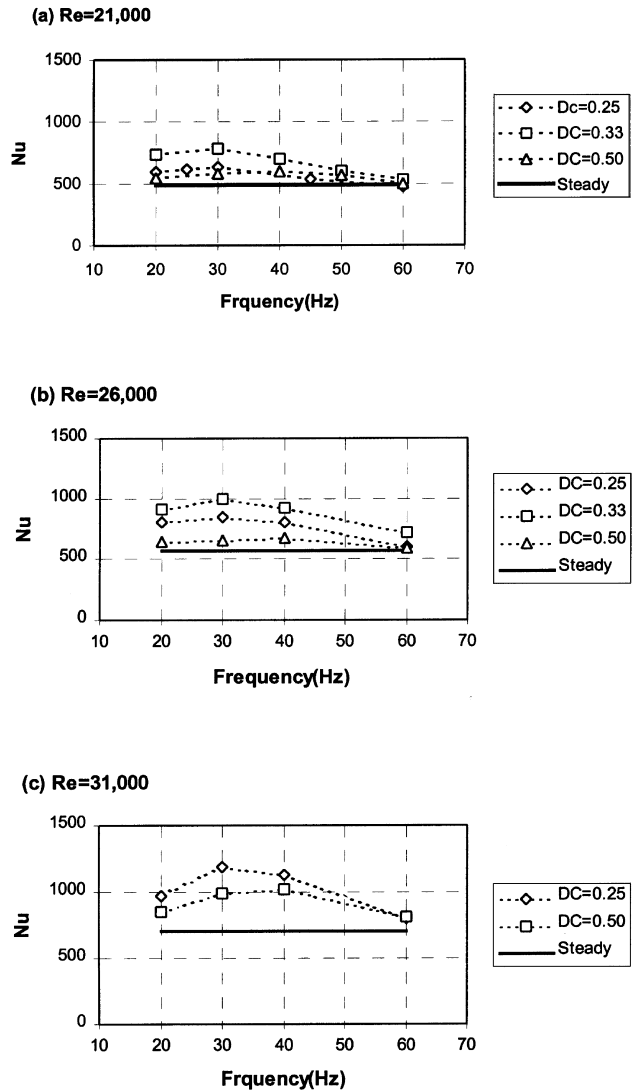 (a) Re=21,000
1500
1000
500
0
Nu
10 20 30 40 50 60 70
Frquency(Hz)
Dc=0.25
DC=0.33
DC=0.50
Steady
(b) Re=26,000
1500
1000
500
0
Nu
10 20 30 40 50 60 70
Frequency(Hz)
DC=0.25
DC=0.33
DC=0.50
Steady
(c) Re=31,000
1500
1000
500
0
Nu
10 20 30 40 50 60 70
Frquency(Hz)
DC=0.25
DC=0.50
Steady